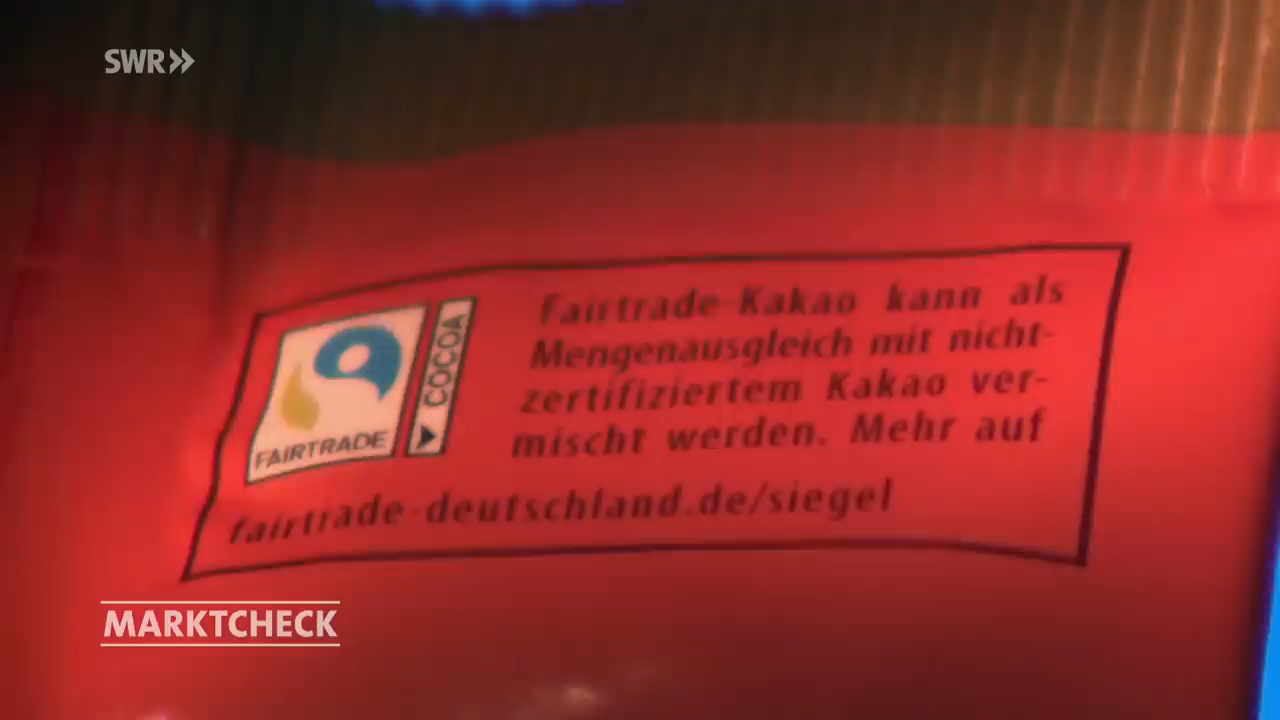 SWR»
Fairtrade-Kakao kann als
Mengenausgleich mit nicht-
zertifiziertem Kakao ver-
mischt werden. Mehr auf
fairtrade-deutschland.de/siegel
FAIRTRADE
COCOA
MARKTCHECK